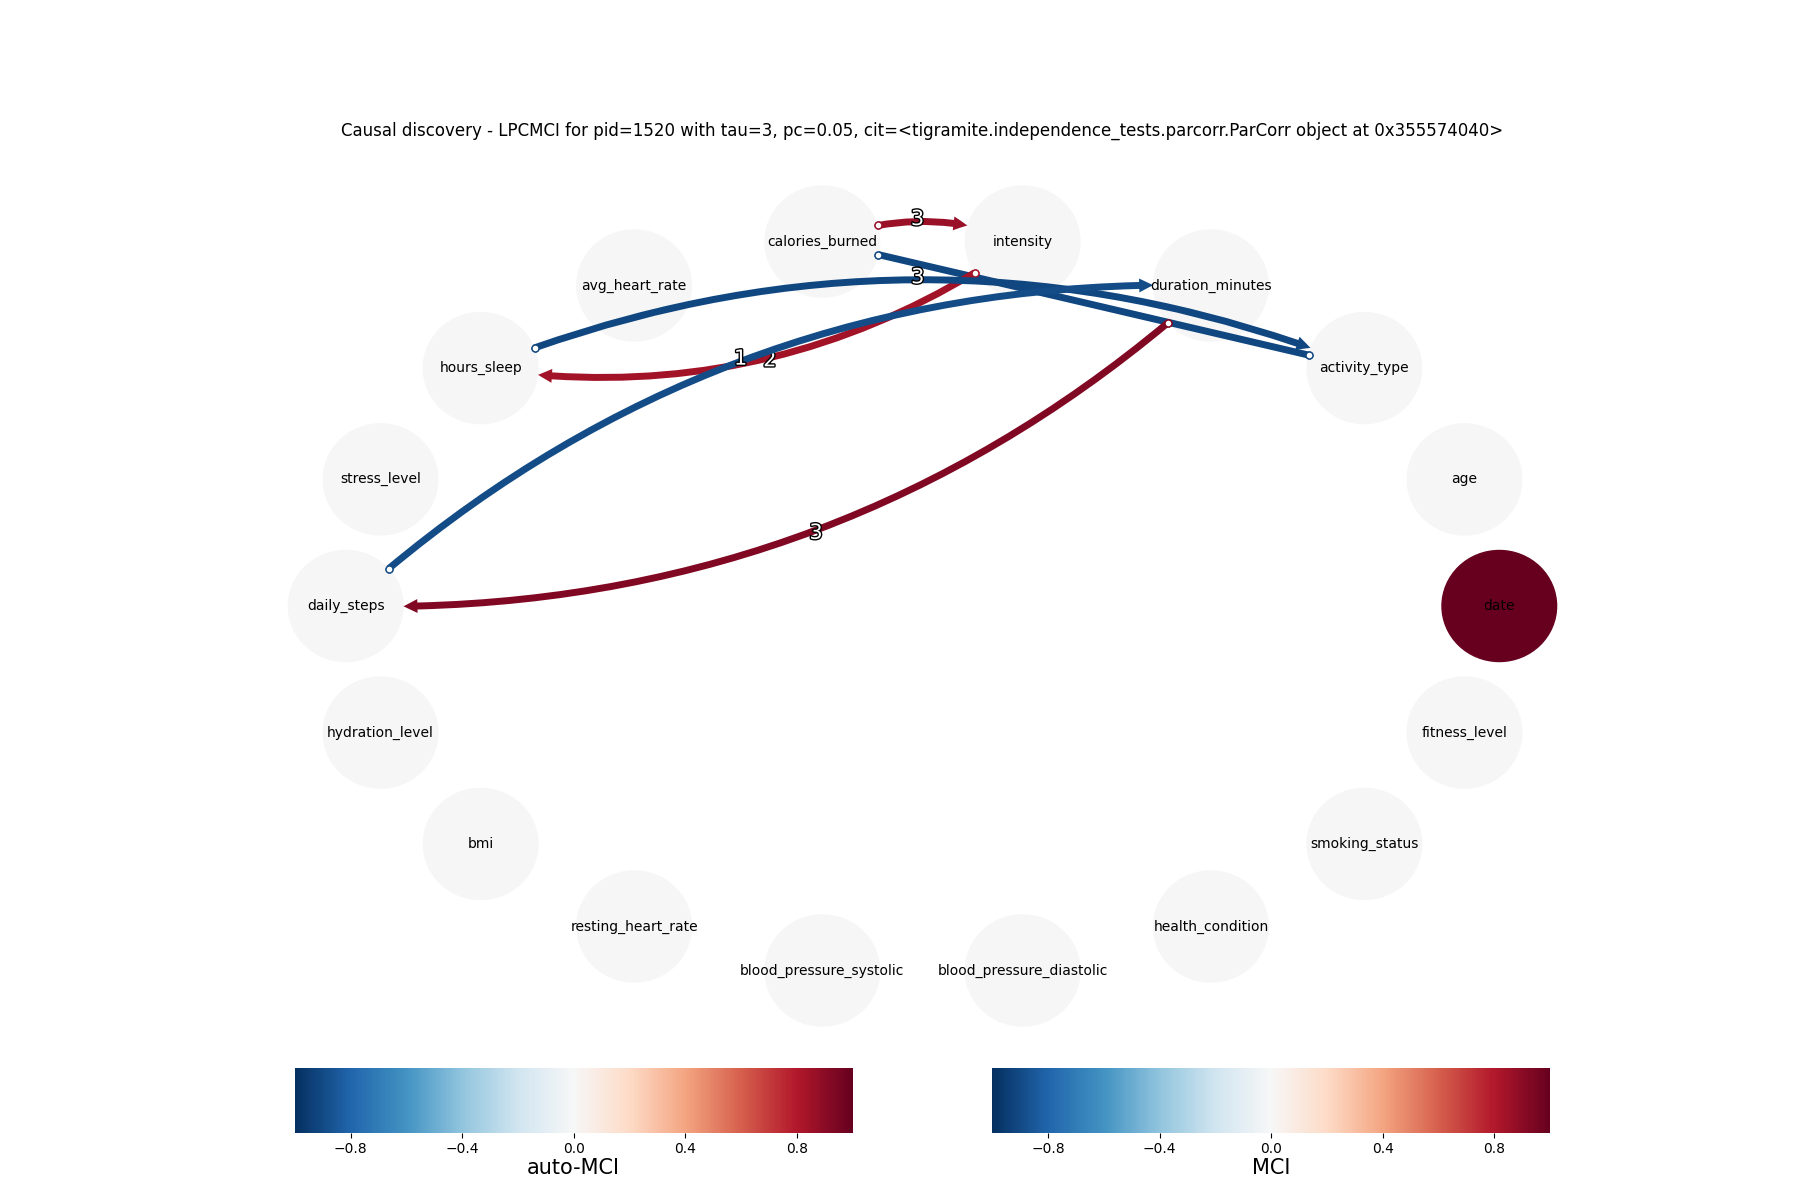 Causal discovery - LPCMCI for pid=1520 with tau=3, pc=0.05, cit=<tigramite.independence_tests.parcorr.ParCorr object at 0x355574040>
3
calories_burned
intensity
3
avg_heart_rate
duration_minutes
1
2
hours_sleep
activity_type
stress_level
age
3
daily_steps
date
hydration_level
fitness_level
bmi
smoking_status
resting_heart_rate
health_condition
blood_pressure_systolic
blood_pressure_diastolic
−0.8 −0.4 0.0 0.4 0.8
auto-MCI
−0.8 −0.4 0.0 0.4 0.8
MCI